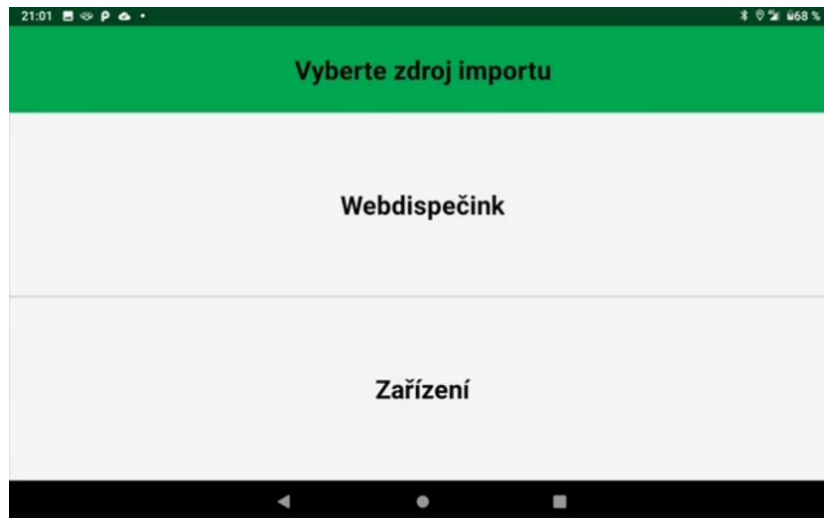 21:01
68 %
Vyberte zdroj importu
Webdispečink
Zařízení